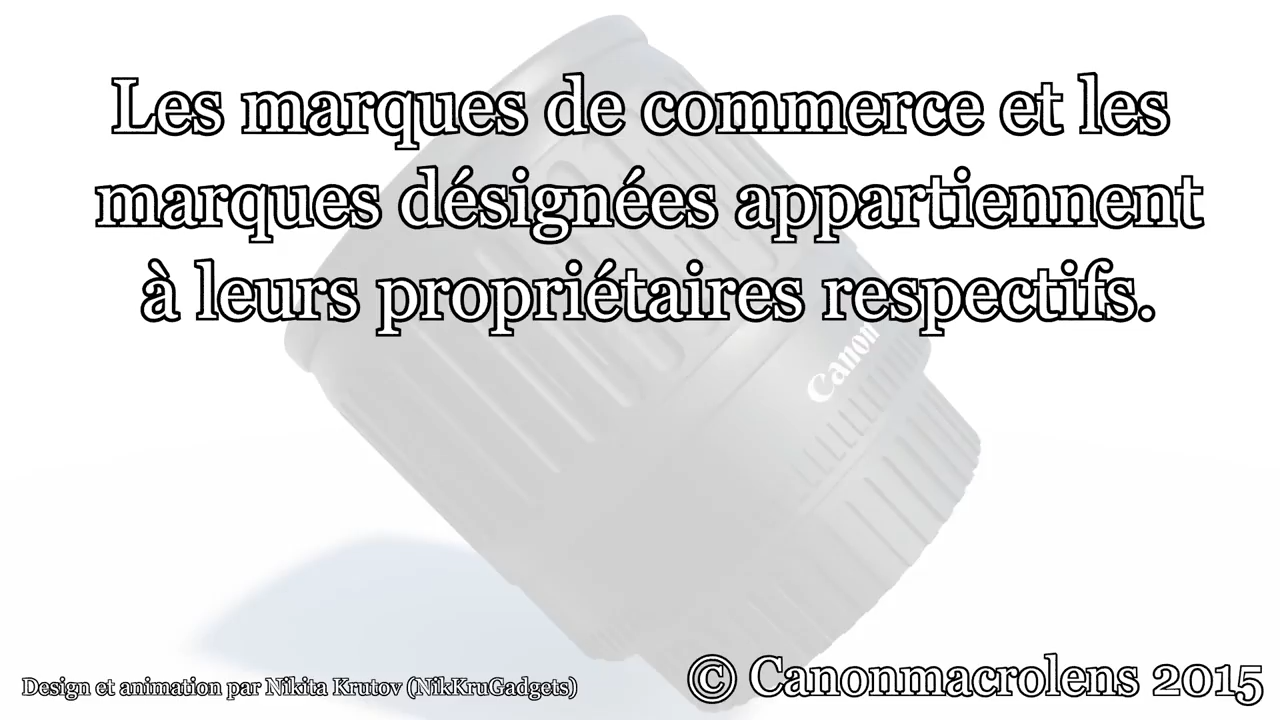 Les marques de commerce et les
marques désignées appartiennent
à leurs propriétaires respectifs.
Canon
Design et animation par Nikita Krutov (NikKruGadgets)
© Canonmacrolens 2015